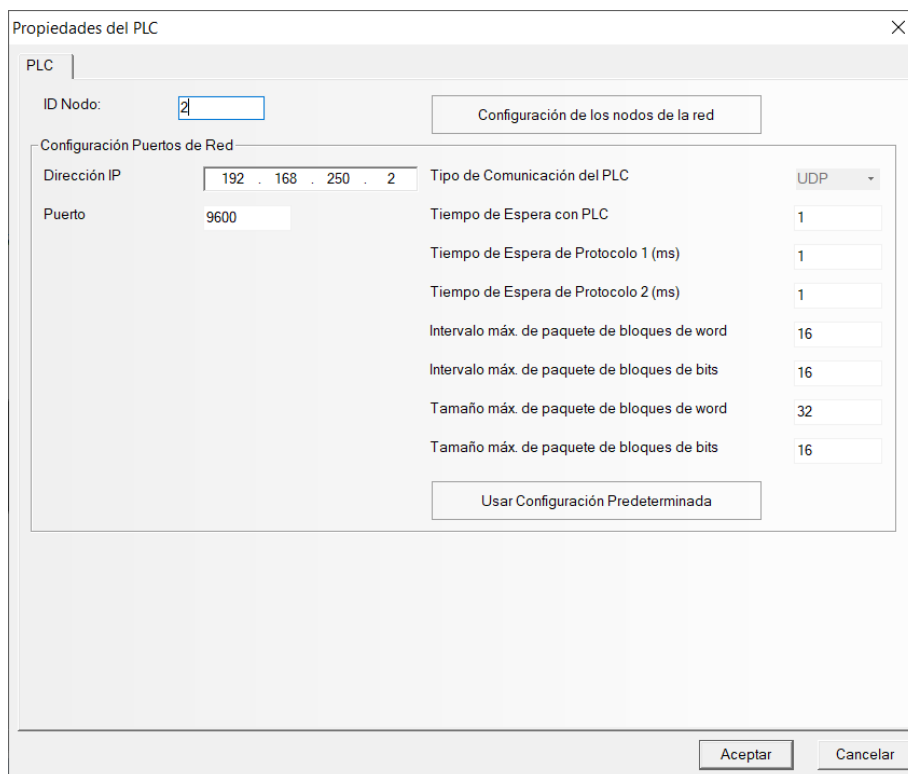 Propiedades del PLC
PLC
ID Nodo: 2 Configuración de los nodos de la red
Configuración Puertos de Red
Dirección IP 192 . 168 . 250 . 2 Tipo de Comunicación del PLC UDP
Puerto 9600 Tiempo de Espera con PLC 1
Tiempo de Espera de Protocolo 1 (ms) 1
Tiempo de Espera de Protocolo 2 (ms) 1
Intervalo máx. de paquete de bloques de word 16
Intervalo máx. de paquete de bloques de bits 16
Tamaño máx. de paquete de bloques de word 32
Tamaño máx. de paquete de bloques de bits 16
Usar Configuración Predeterminada
Aceptar Cancelar